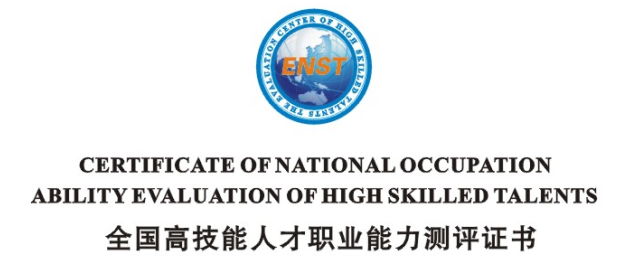 THE EVALUATION CENTER OF HIGH SKILLED TALENTS
ENST
CERTIFICATE OF NATIONAL OCCUPATION
ABILITY EVALUATION OF HIGH SKILLED TALENTS
全国高技能人才职业能力测评证书